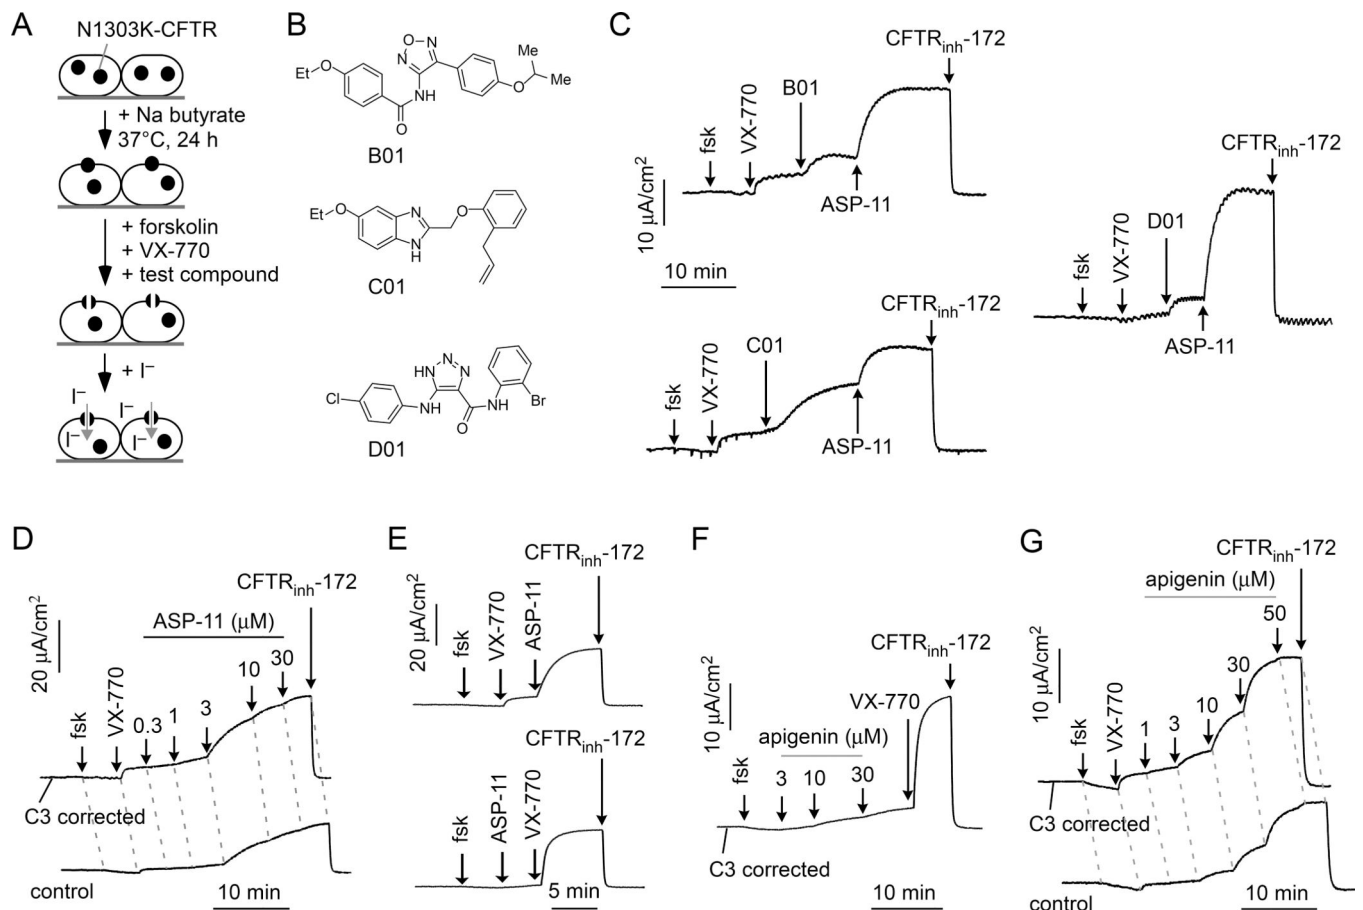 A
N1303K-CFTR
+ Na butyrate
37°C, 24 h
+ forskolin
+ VX-770
+ test compound
+ I⁻
I⁻ I⁻
I⁻ I⁻
B
O
N N
EtO
NH
O
O
Me
Me
B01
EtO
N
N
H
O
C01
N
HN N
Cl
NH
O
HN
Br
D01
C
CFTRinh-172
B01
VX-770
fsk
ASP-11
10 µA/cm²
10 min
CFTRinh-172
C01
VX-770
fsk
ASP-11
CFTRinh-172
D01
VX-770
fsk
ASP-11
D
20 µA/cm²
CFTRinh-172
ASP-11 (µM)
fsk
VX-770
0.3
1
3
10
30
C3 corrected
control
10 min
E
20 µA/cm²
CFTRinh-172
fsk
VX-770
ASP-11
CFTRinh-172
fsk
ASP-11
VX-770
5 min
F
10 µA/cm²
CFTRinh-172
VX-770
apigenin (µM)
fsk
3
10
30
C3 corrected
10 min
G
10 µA/cm²
CFTRinh-172
apigenin (µM)
fsk
VX-770
1
3
10
30
50
C3 corrected
control
10 min